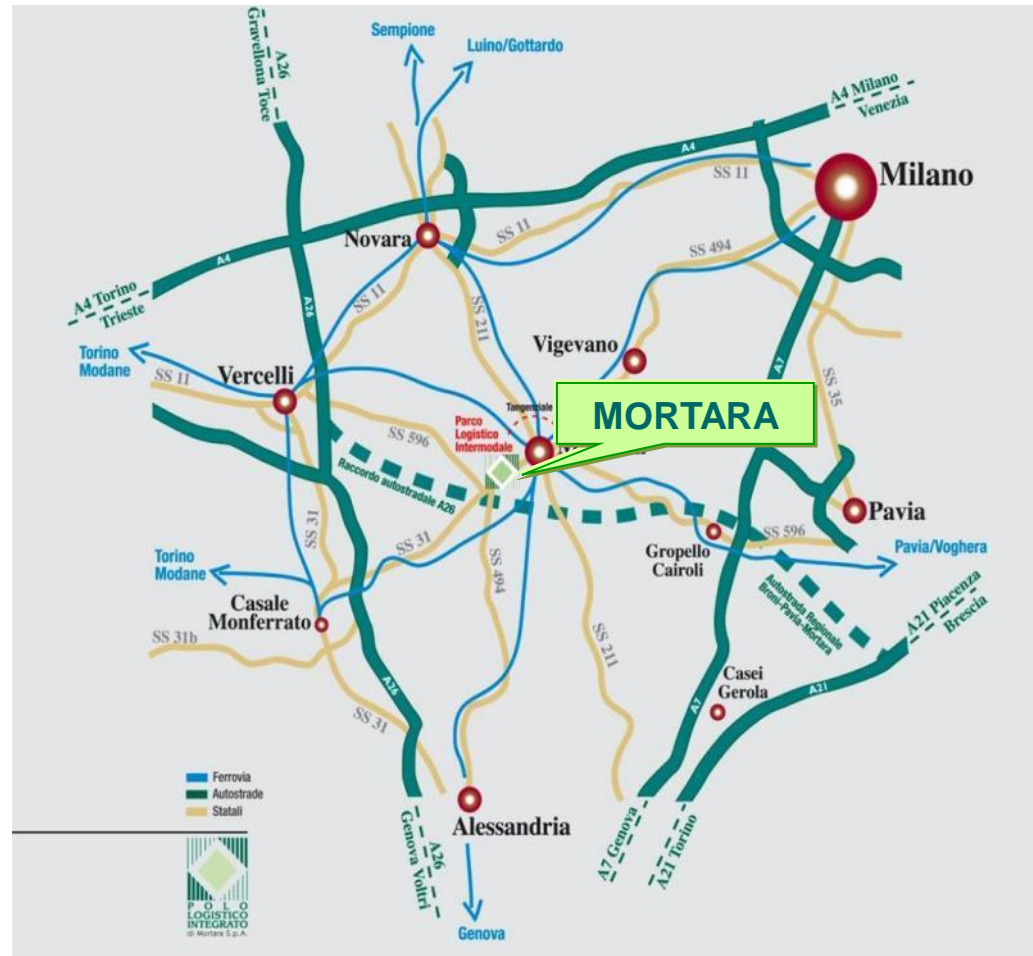 A26
Gravellona Toce
Sempione
Luino/Gottardo
A4 Milano
Venezia
A4
SS 11
Milano
Novara
SS 11
SS 494
A4
A4 Torino
Trieste
A26
SS 11
SS 211
Torino
Modane
Vigevano
A7
SS 11
Vercelli
SS 35
Tangenziale
MORTARA
Parco
Logistico
Intermodale
SS 596
Raccordo autostradale A26
Pavia
SS 31
SS 31
SS 596
Gropello
Cairoli
Pavia/Voghera
Torino
Modane
SS 494
Casale
Monferrato
Autostrada Regionale
Broni-Pavia-Mortara
A21 Piacenza
Brescia
SS 31b
SS 211
Casei
Gerola
A26
A21
A7
SS 31
Ferrovia
Autostrade
Statali
Alessandria
A26
Genova Voltri
A7 Genova
A21 Torino
POLO
LOGISTICO
INTEGRATO
di Mortara S.p.A.
Genova